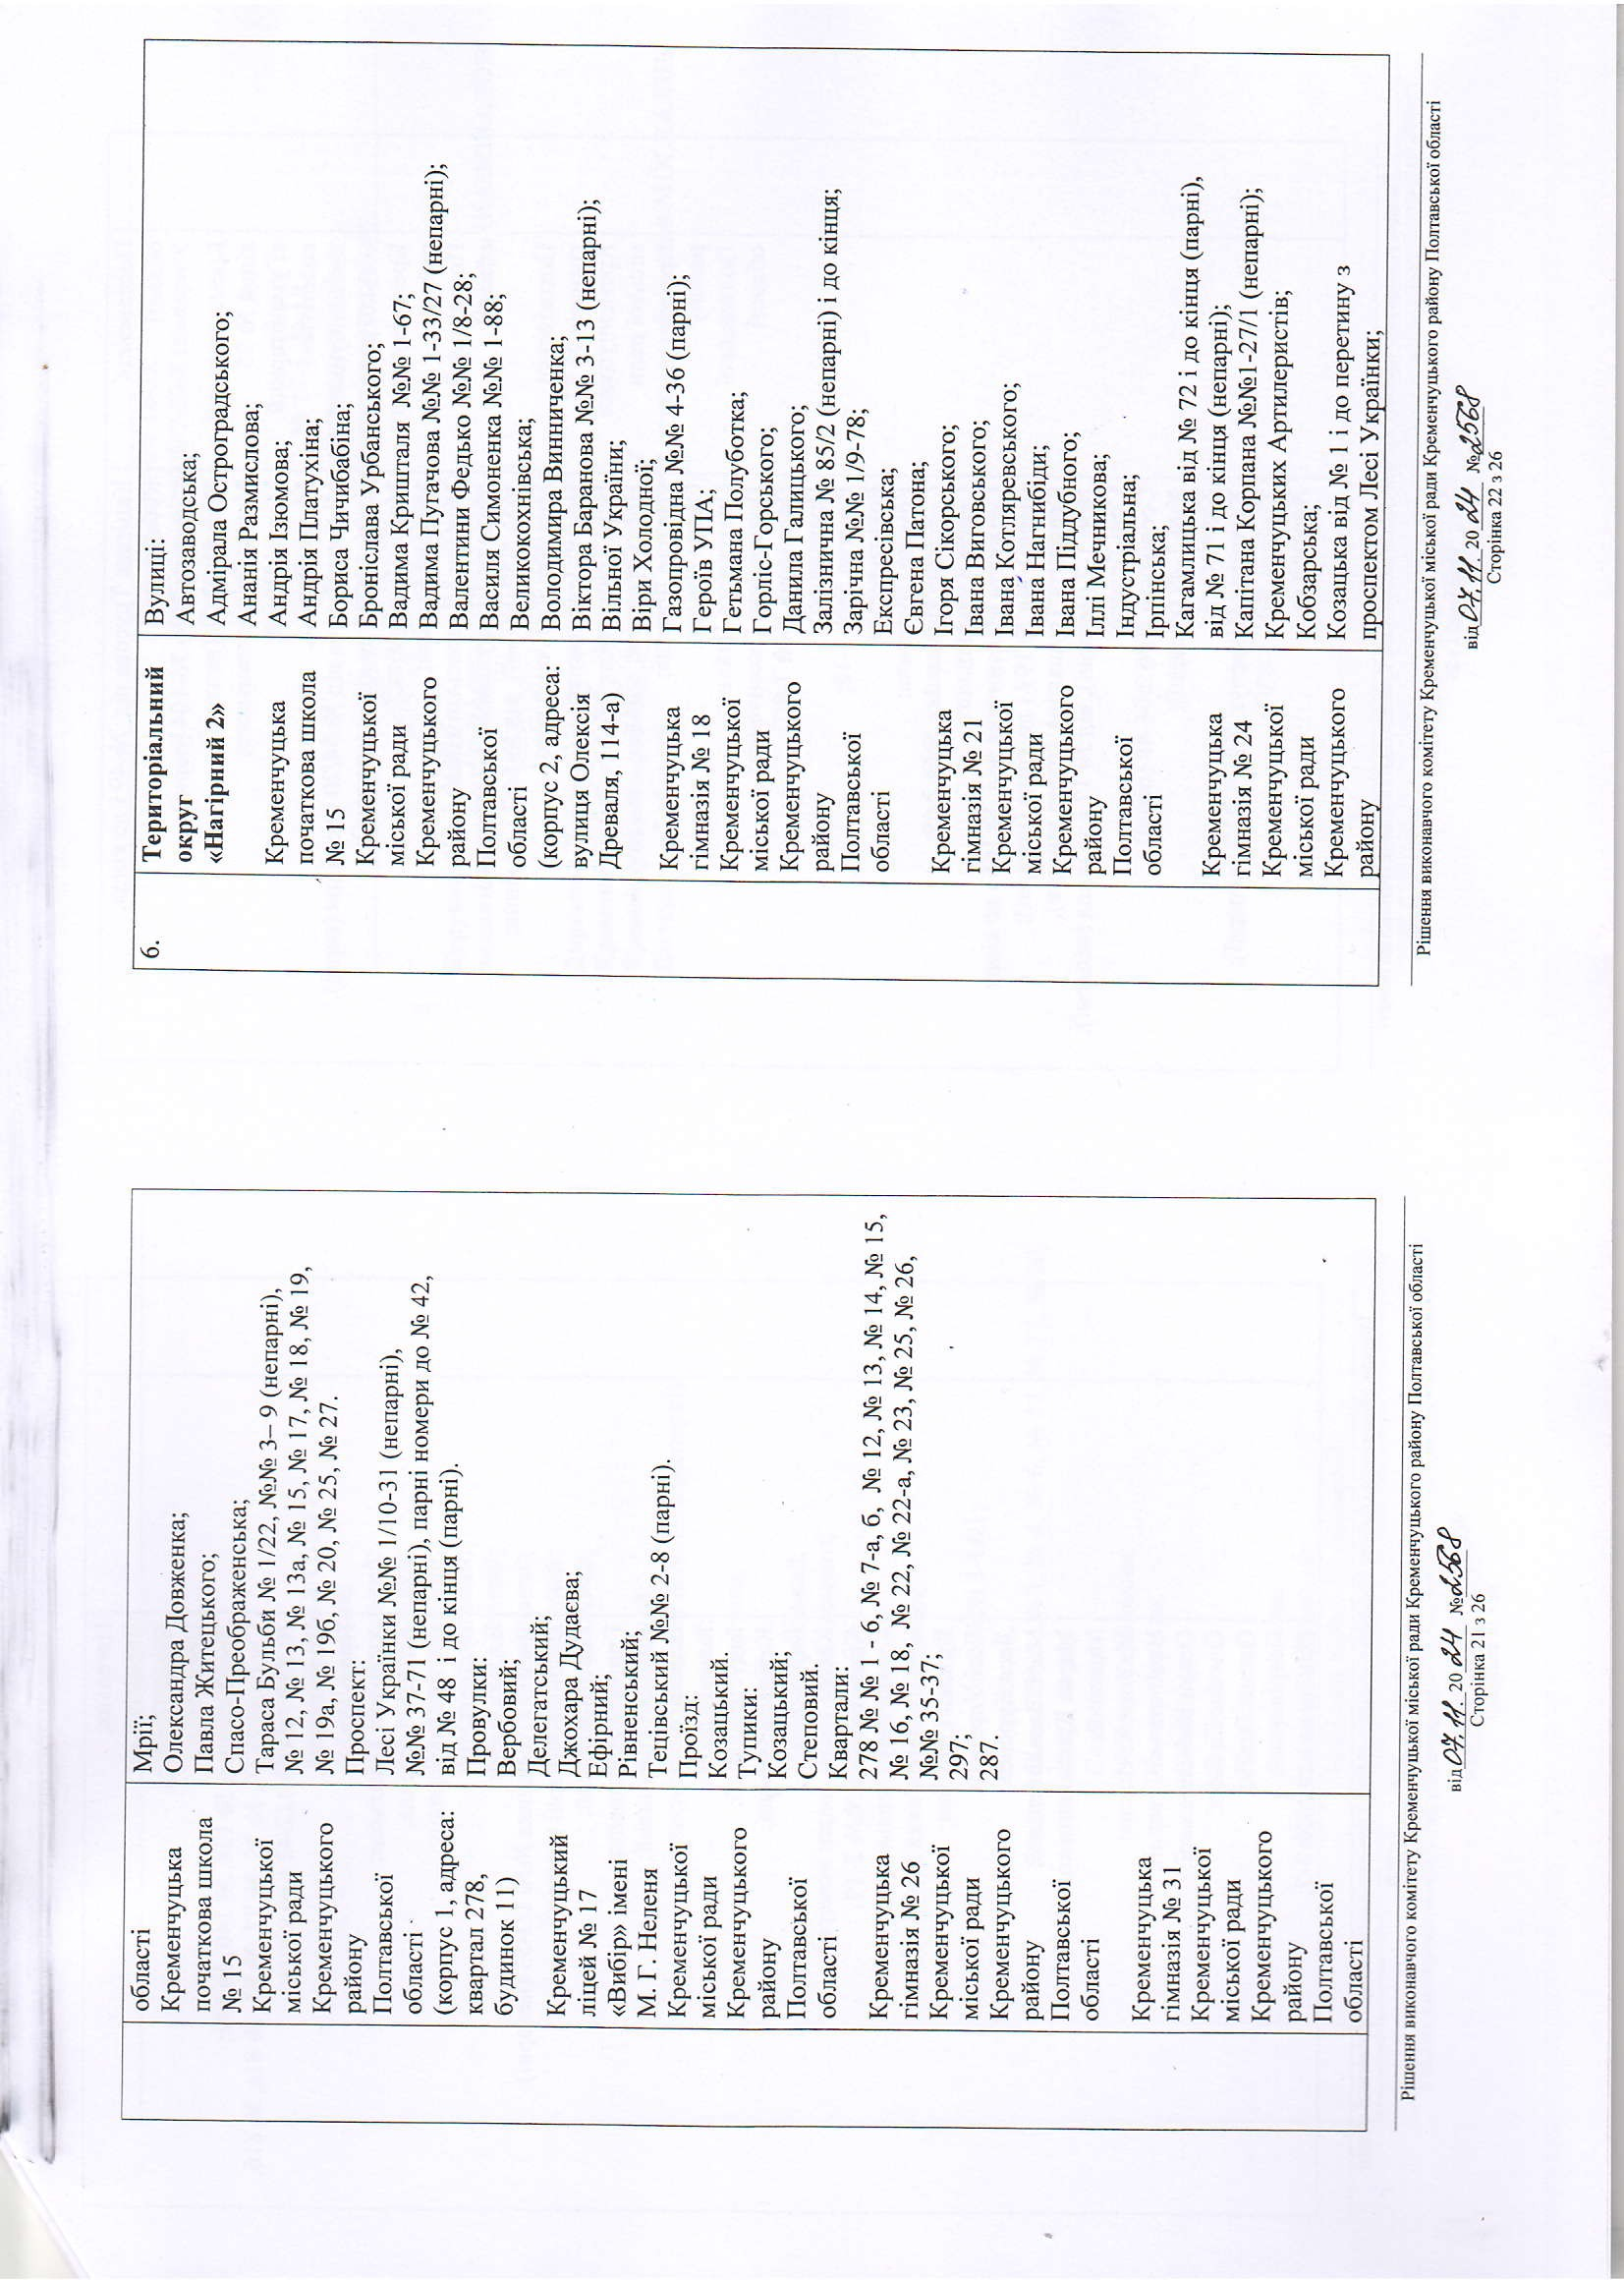 області
Кременчуцька
початкова школа
№ 15
Кременчуцької
міської ради
Кременчуцького
району
Полтавської
області
(корпус 1, адреса:
квартал 278,
будинок 11)
Кременчуцький
ліцей № 17
«Вибір» імені
М. Г. Неленя
Кременчуцької
міської ради
Кременчуцького
району
Полтавської
області
Кременчуцька
гімназія № 26
Кременчуцької
міської ради
Кременчуцького
району
Полтавської
області
Кременчуцька
гімназія № 31
Кременчуцької
міської ради
Кременчуцького
району
Полтавської
області
Мрії;
Олександра Довженка;
Павла Житецького;
Спасо-Преображенська;
Тараса Бульби № 1/22, №№ 3– 9 (непарні),
№ 12, № 13, № 13а, № 15, № 17, № 18, № 19,
№ 19а, № 19б, № 20, № 25, № 27.
Проспект:
Лесі Українки №№ 1/10-31 (непарні),
№№ 37-71 (непарні), парні номери до № 42,
від № 48 і до кінця (парні).
Провулки:
Вербовий;
Делегатський;
Джохара Дудаєва;
Ефірний;
Рівненський;
Тецівський №№ 2-8 (парні).
Проїзд:
Козацький.
Тупики:
Козацький;
Степовий.
Квартали:
278 № № 1 - 6, № 7-а, б, № 12, № 13, № 14, № 15,
№ 16, № 18, № 22, № 22-а, № 23, № 25, № 26,
№№ 35-37;
297;
287.
Рішення виконавчого комітету Кременчуцької міської ради Кременчуцького району Полтавської області
від 07.11. 20 24 № 2568
Сторінка 21 з 26
6.
Територіальний
округ
«Нагірний 2»
Кременчуцька
початкова школа
№ 15
Кременчуцької
міської ради
Кременчуцького
району
Полтавської
області
(корпус 2, адреса:
вулиця Олексія
Древаля, 114-а)
Кременчуцька
гімназія № 18
Кременчуцької
міської ради
Кременчуцького
району
Полтавської
області
Кременчуцька
гімназія № 21
Кременчуцької
міської ради
Кременчуцького
району
Полтавської
області
Кременчуцька
гімназія № 24
Кременчуцької
міської ради
Кременчуцького
району
Вулиці:
Автозаводська;
Адмірала Остроградського;
Ананія Размислова;
Андрія Ізюмова;
Андрія Платухіна;
Бориса Чичибабіна;
Броніслава Урбанського;
Вадима Кришталя №№ 1-67;
Вадима Пугачова №№ 1-33/27 (непарні);
Валентини Федько №№ 1/8-28;
Василя Симоненка №№ 1-88;
Великокохнівська;
Володимира Винниченка;
Віктора Баранова №№ 3-13 (непарні);
Вільної України;
Віри Холодної;
Газопровідна №№ 4-36 (парні);
Героїв УПА;
Гетьмана Полуботка;
Горліс-Горського;
Данила Галицького;
Залізнична № 85/2 (непарні) і до кінця;
Зарічна №№ 1/9-78;
Експресівська;
Євгена Патона;
Ігоря Сікорського;
Івана Виговського;
Івана Котляревського;
Івана Нагнибіди;
Івана Піддубного;
Іллі Мечникова;
Індустріальна;
Ірпінська;
Кагамлицька від № 72 і до кінця (парні),
від № 71 і до кінця (непарні);
Капітана Корпана №№1-27/1 (непарні);
Кременчуцьких Артилеристів;
Кобзарська;
Козацька від № 1 і до перетину з
проспектом Лесі Українки;
Рішення виконавчого комітету Кременчуцької міської ради Кременчуцького району Полтавської області
від 07.11. 20 24 № 2568
Сторінка 22 з 26